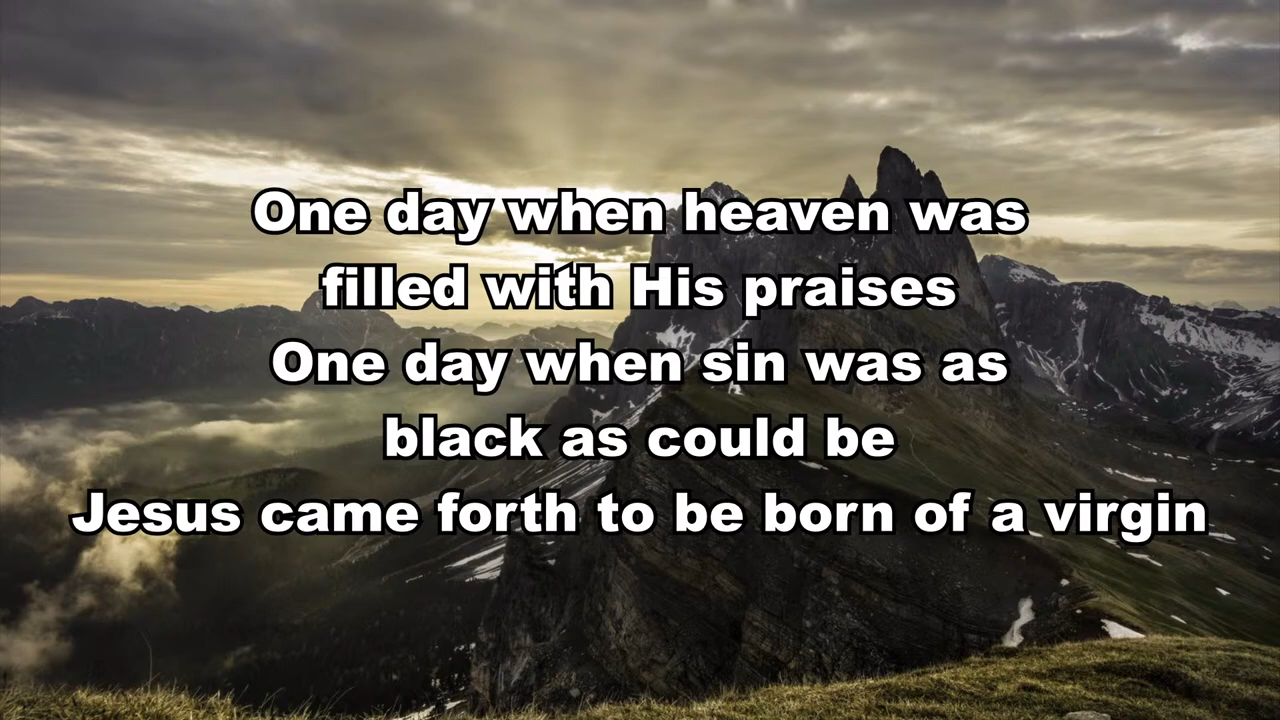 One day when heaven was
filled with His praises
One day when sin was as
black as could be
Jesus came forth to be born of a virgin